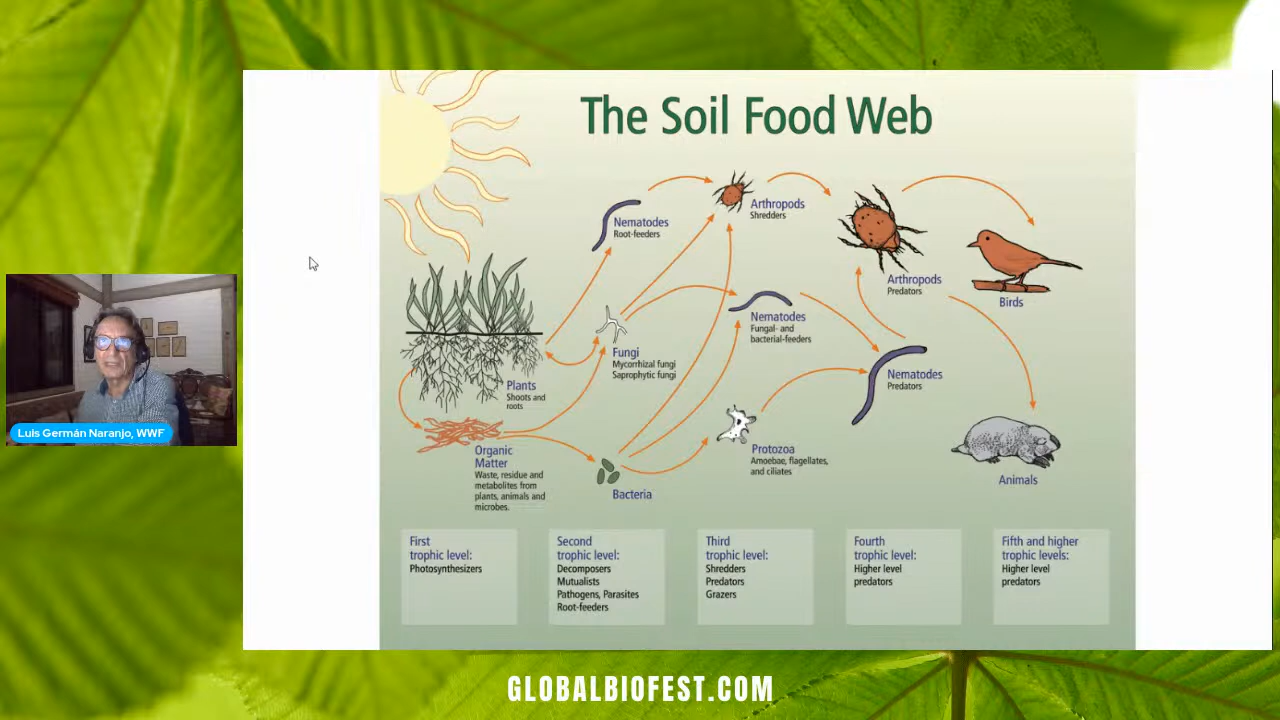 The Soil Food Web
Nematodes
Root-feeders
Arthropods
Shredders
Arthropods
Predators
Birds
Nematodes
Fungal- and
bacterial-feeders
Fungi
Mycorrhizal fungi
Saprophytic fungi
Nematodes
Predators
Plants
Shoots and
roots
Luis Germán Naranjo, WWF
Organic
Matter
Waste, residue and
metabolites from
plants, animals and
microbes.
Protozoa
Amoebae, flagellates,
and ciliates
Bacteria
Animals
First
trophic level:
Photosynthesizers
Second
trophic level:
Decomposers
Mutualists
Pathogens, Parasites
Root-feeders
Third
trophic level:
Shredders
Predators
Grazers
Fourth
trophic level:
Higher level
predators
Fifth and higher
trophic levels:
Higher level
predators
GLOBALBIOFEST.COM